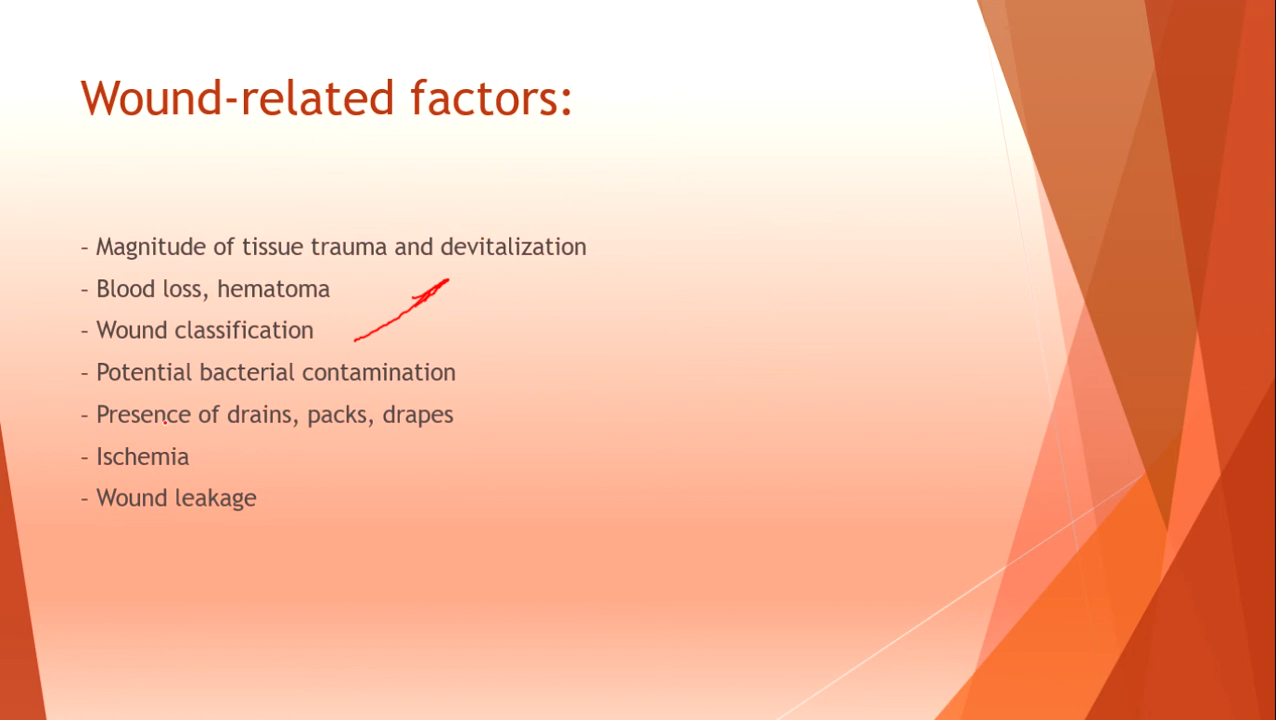 Wound-related factors:
- Magnitude of tissue trauma and devitalization
- Blood loss, hematoma
- Wound classification
- Potential bacterial contamination
- Presence of drains, packs, drapes
- Ischemia
- Wound leakage